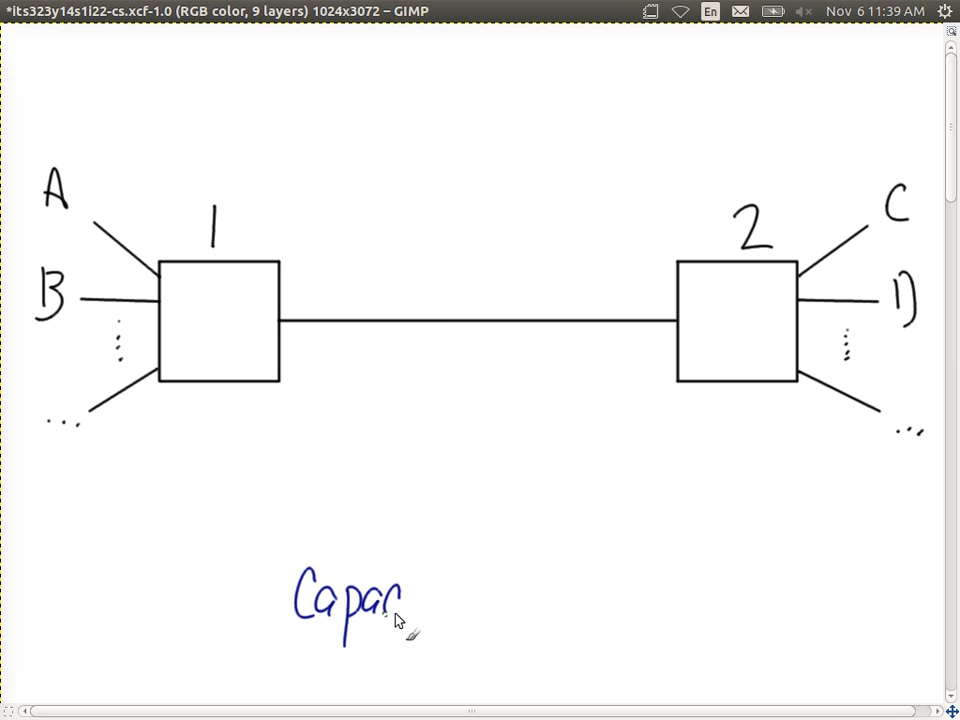 *its323y14s1i22-cs.xcf-1.0 (RGB color, 9 layers) 1024x3072 – GIMP
En
Nov 6 11:39 AM
A
1
2
C
B
D
...
...
Capac